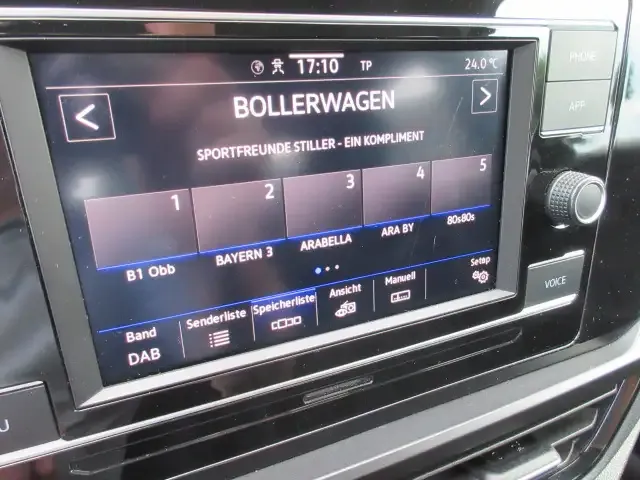 17:10 TP 24.0 °C
BOLLERWAGEN
SPORTFREUNDE STILLER - EIN KOMPLIMENT
1 2 3 4 5
B1 Obb BAYERN 3 ARABELLA ARA BY 80s80s
Band Senderliste Speicherliste Ansicht Manuell Setup
DAB
PHONE
APP
VOICE
U